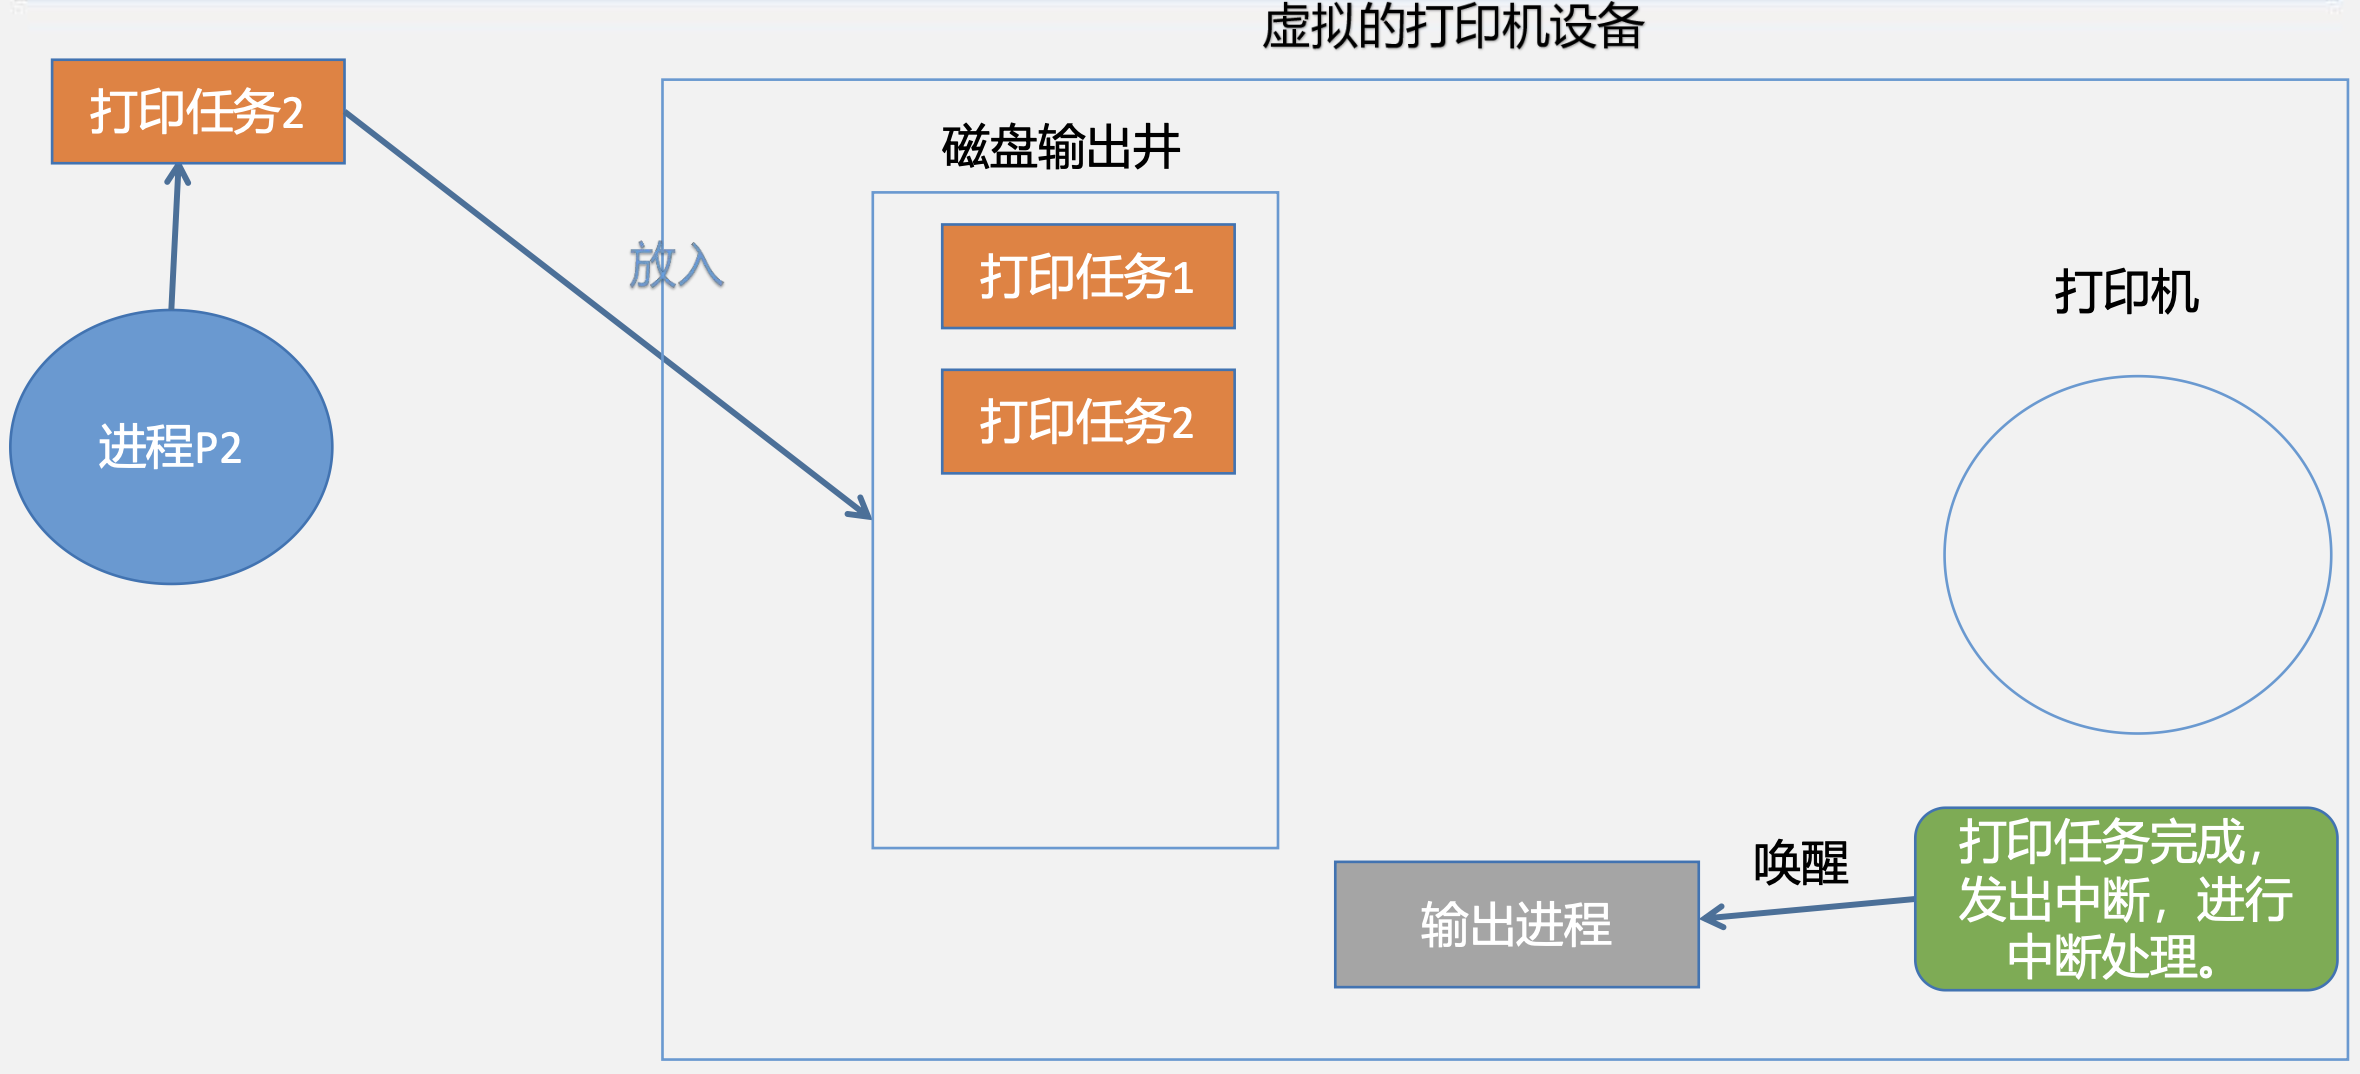 虚拟的打印机设备
打印任务2
磁盘输出井
放入
打印任务1
打印机
打印任务2
进程P2
唤醒
打印任务完成，
发出中断，进行
中断处理。
输出进程